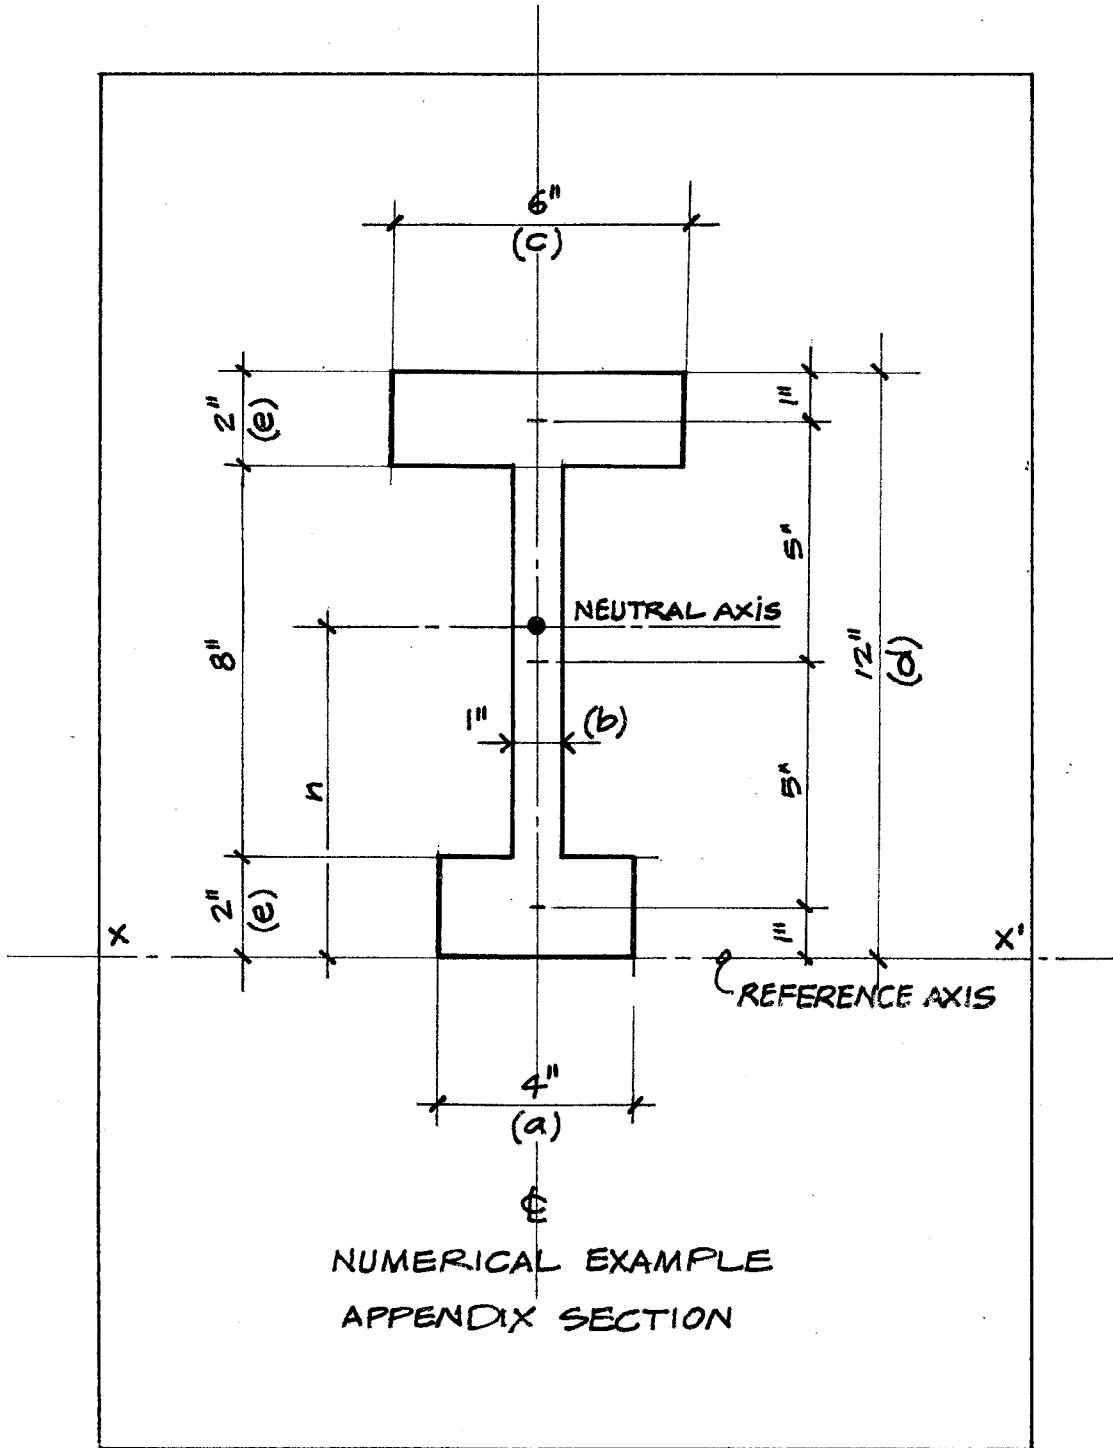 6"
(c)
2"
(e)
1"
5"
NEUTRAL AXIS
8"
12"
(d)
1"
(b)
n
5"
2"
(e)
1"
X
X'
REFERENCE AXIS
4"
(a)
℄
NUMERICAL EXAMPLE
APPENDIX SECTION